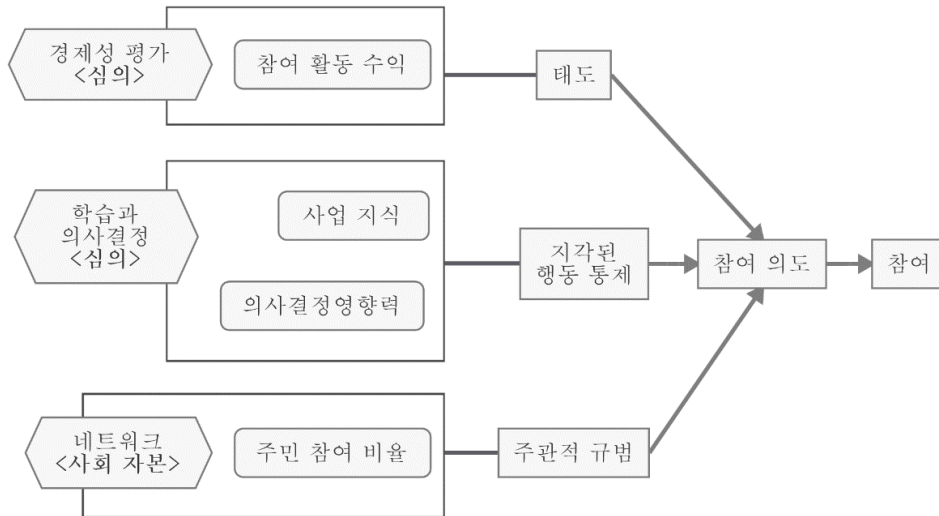 경제성 평가
<심의>
참여 활동 수익
태도
학습과
의사결정
<심의>
사업 지식
의사결정영향력
지각된
행동 통제
참여 의도
참여
네트워크
<사회 자본>
주민 참여 비율
주관적 규범